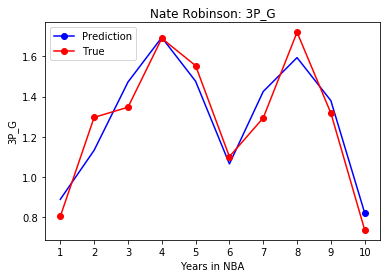 Nate Robinson: 3P_G
Prediction
True
3P_G
1.6
1.4
1.2
1.0
0.8
1 2 3 4 5 6 7 8 9 10
Years in NBA